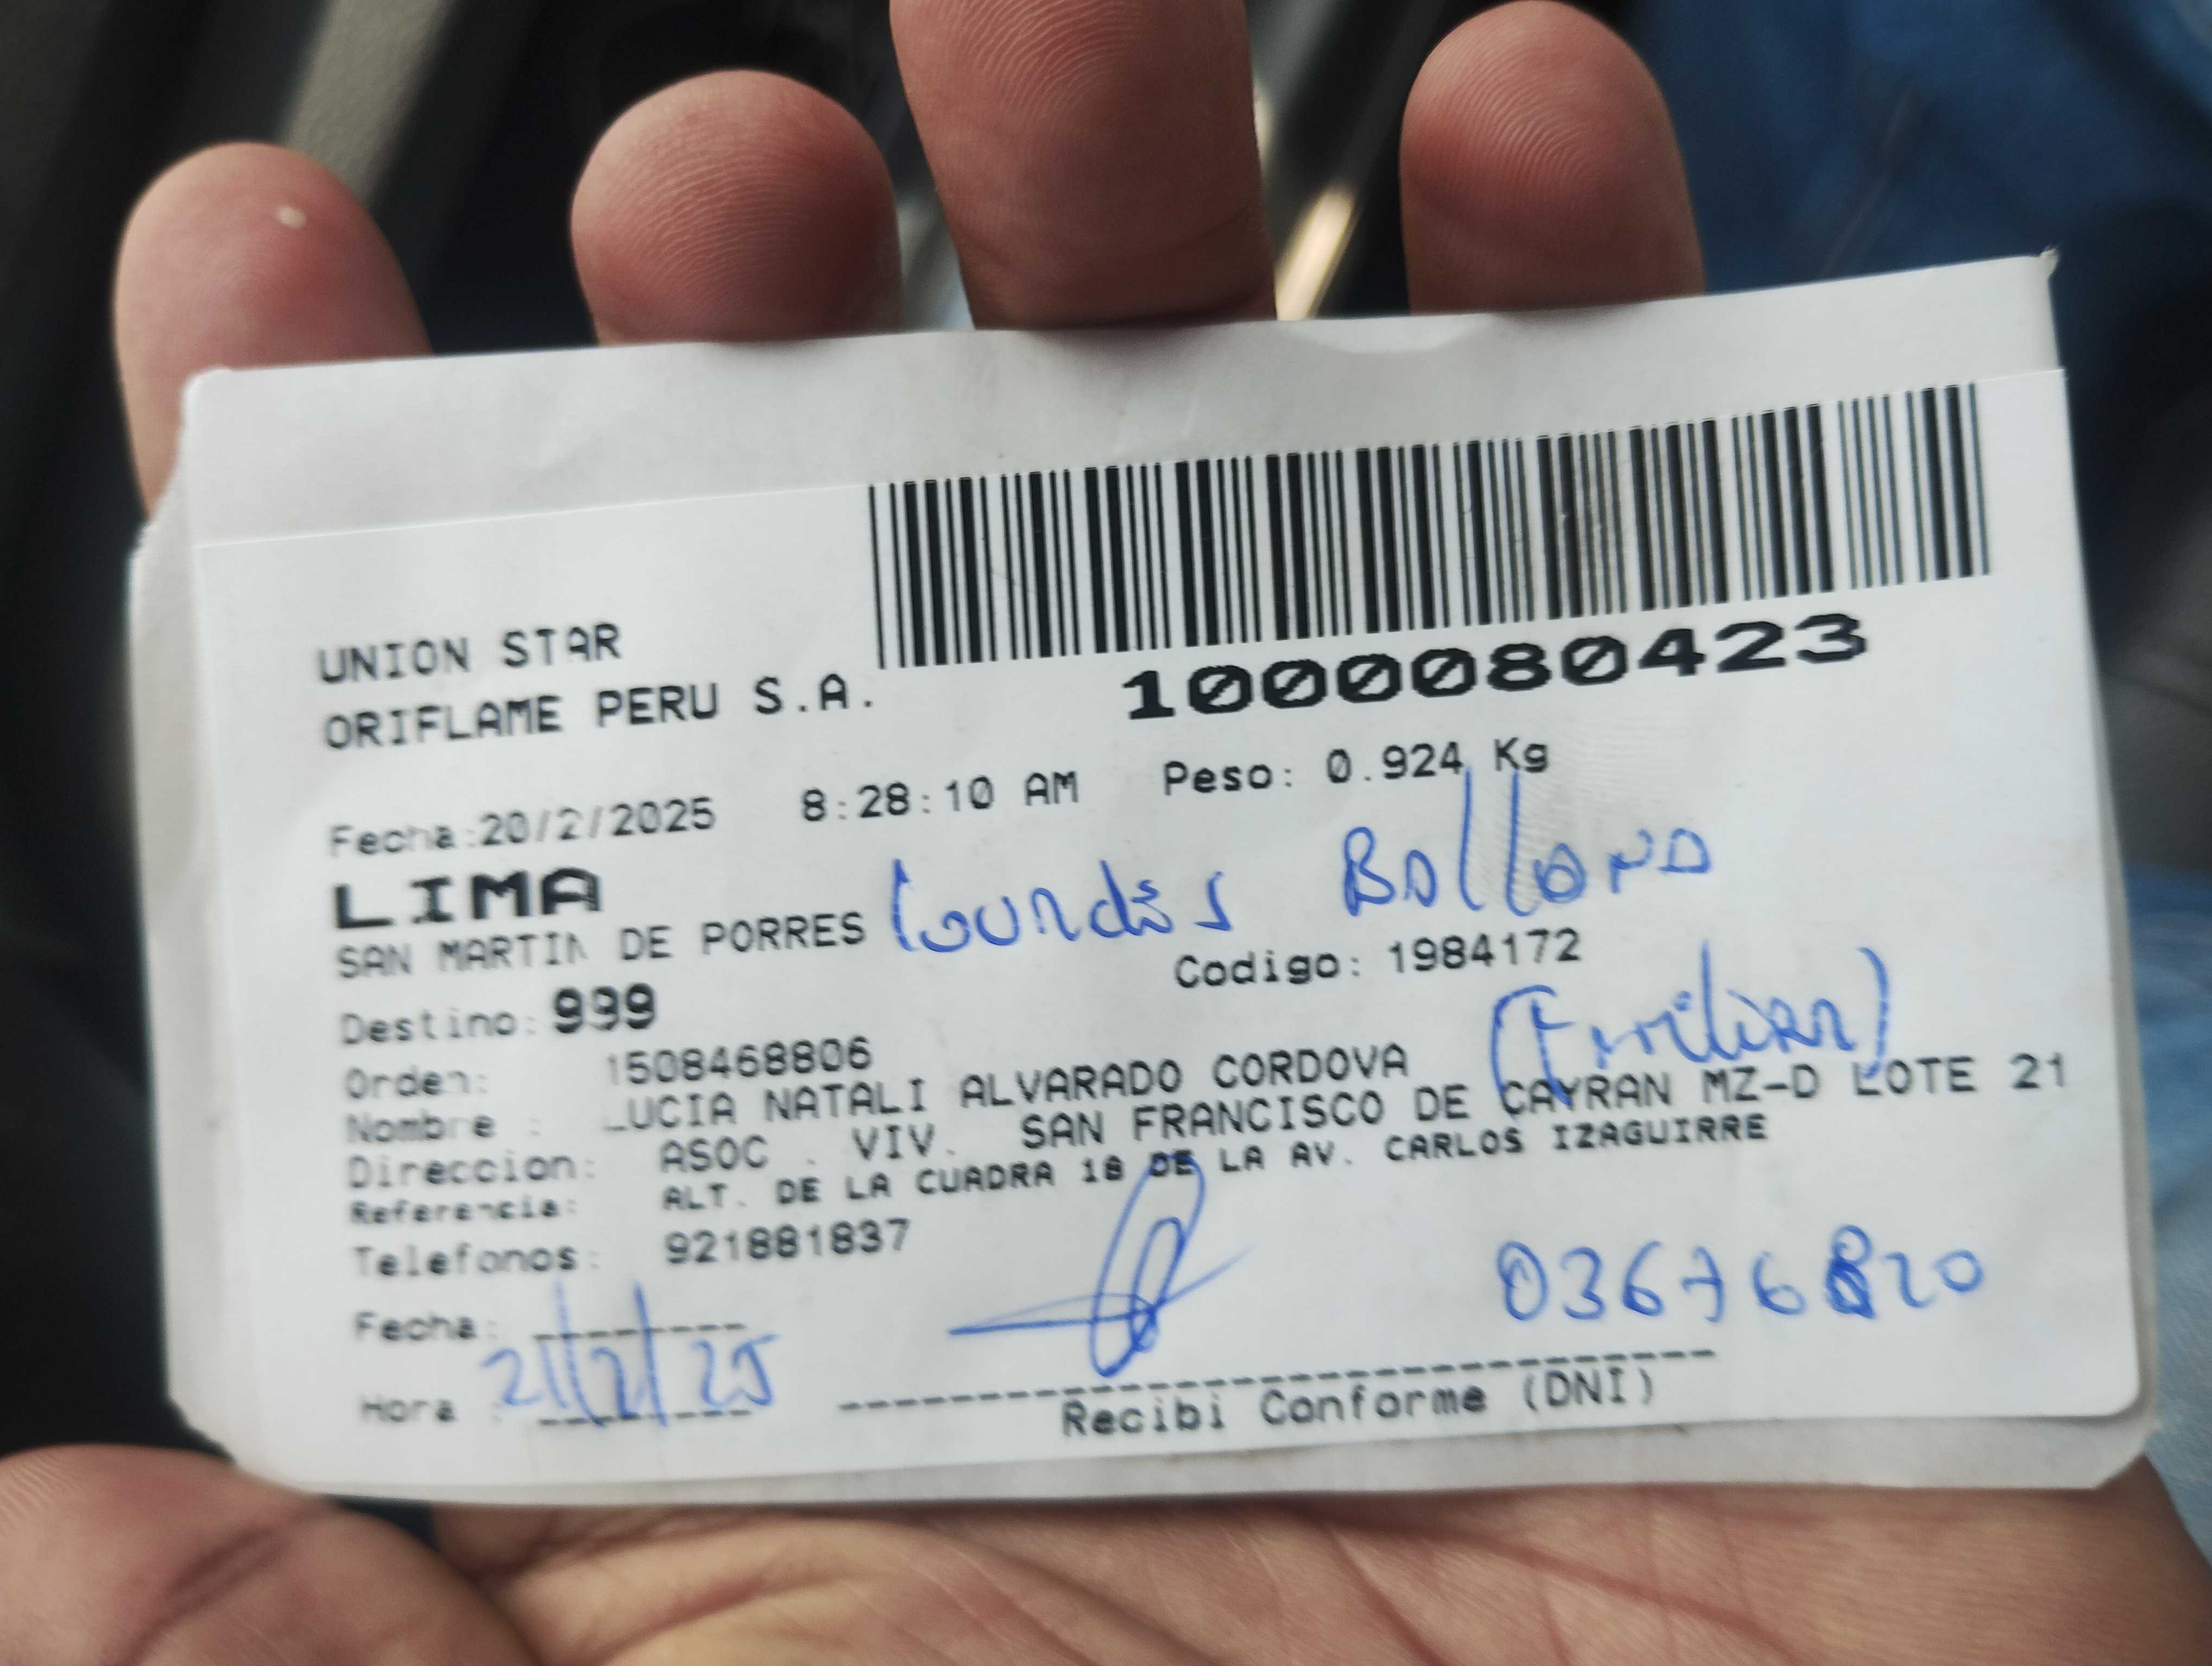 UNION STAR
ORIFLAME PERU S.A.
1000080423
Fecha:20/2/2025 8:28:10 AM Peso: 0.924 Kg
LIMA
SAN MARTIN DE PORRES Lourdes
Codigo: 1984172
Destino: 999
Orden: 1508468806
Nombre : LUCIA NATALI ALVARADO CORDOVA
Direccion: ASOC . VIV. SAN FRANCISCO DE CAYRAN MZ-D LOTE 21
Referencia: ALT. DE LA CUADRA 18 DE LA AV. CARLOS IZAGUIRRE
Telefonos: 921881837
Fecha:
21/2/25
03676820
Hora :
Recibi Conforme (DNI)